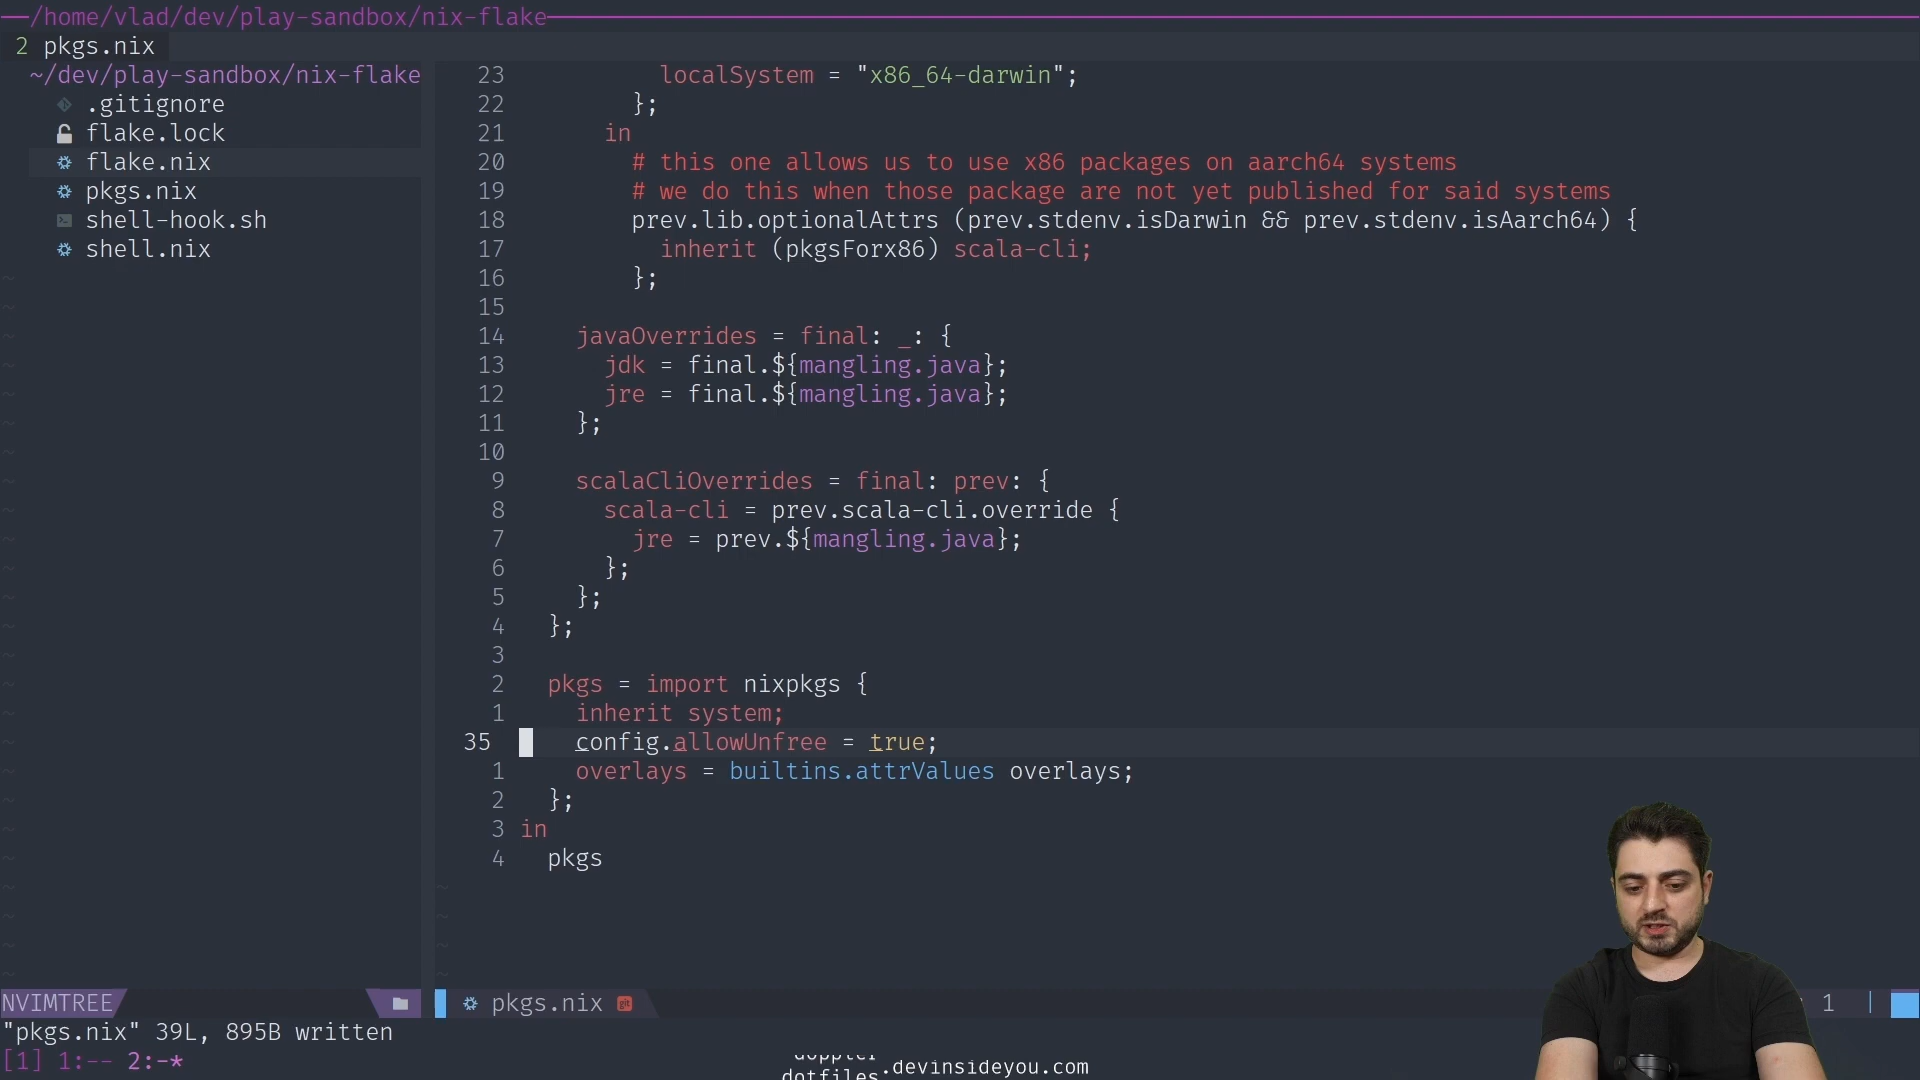 /home/vlad/dev/play-sandbox/nix-flake
2 pkgs.nix
~/dev/play-sandbox/nix-flake
.gitignore
flake.lock
flake.nix
pkgs.nix
shell-hook.sh
shell.nix
23 localSystem = "x86_64-darwin";
22 };
21 in
20 # this one allows us to use x86 packages on aarch64 systems
19 # we do this when those package are not yet published for said systems
18 prev.lib.optionalAttrs (prev.stdenv.isDarwin && prev.stdenv.isAarch64) {
17 inherit (pkgsForx86) scala-cli;
16 };
15
14 javaOverrides = final: _: {
13 jdk = final.${mangling.java};
12 jre = final.${mangling.java};
11 };
10
9 scalaCliOverrides = final: prev: {
8 scala-cli = prev.scala-cli.override {
7 jre = prev.${mangling.java};
6 };
5 };
4 };
3
2 pkgs = import nixpkgs {
1 inherit system;
35 config.allowUnfree = true;
1 overlays = builtins.attrValues overlays;
2 };
3 in
4 pkgs
NVIMTREE
pkgs.nix git
1
"pkgs.nix" 39L, 895B written
[1] 1:-- 2:-*
doppler
dotfiles.devinsideyou.com